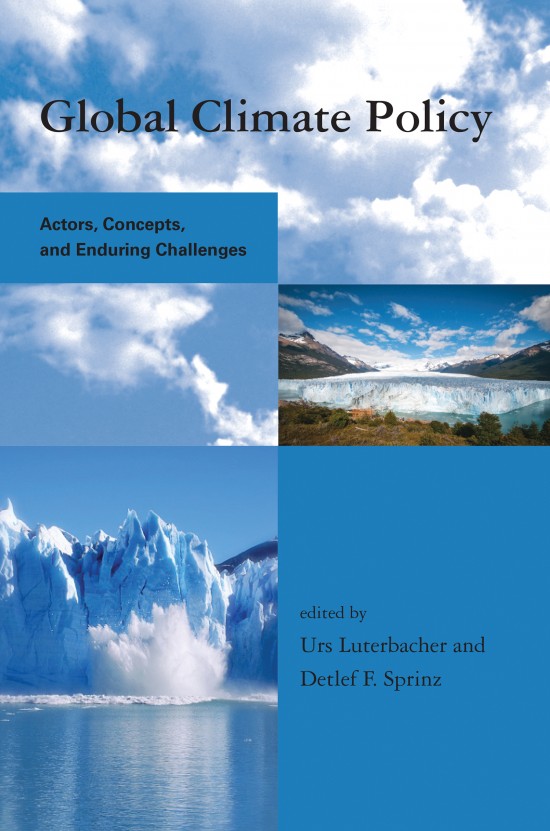 Global Climate Policy
Actors, Concepts,
and Enduring Challenges
edited by
Urs Luterbacher and
Detlef F. Sprinz